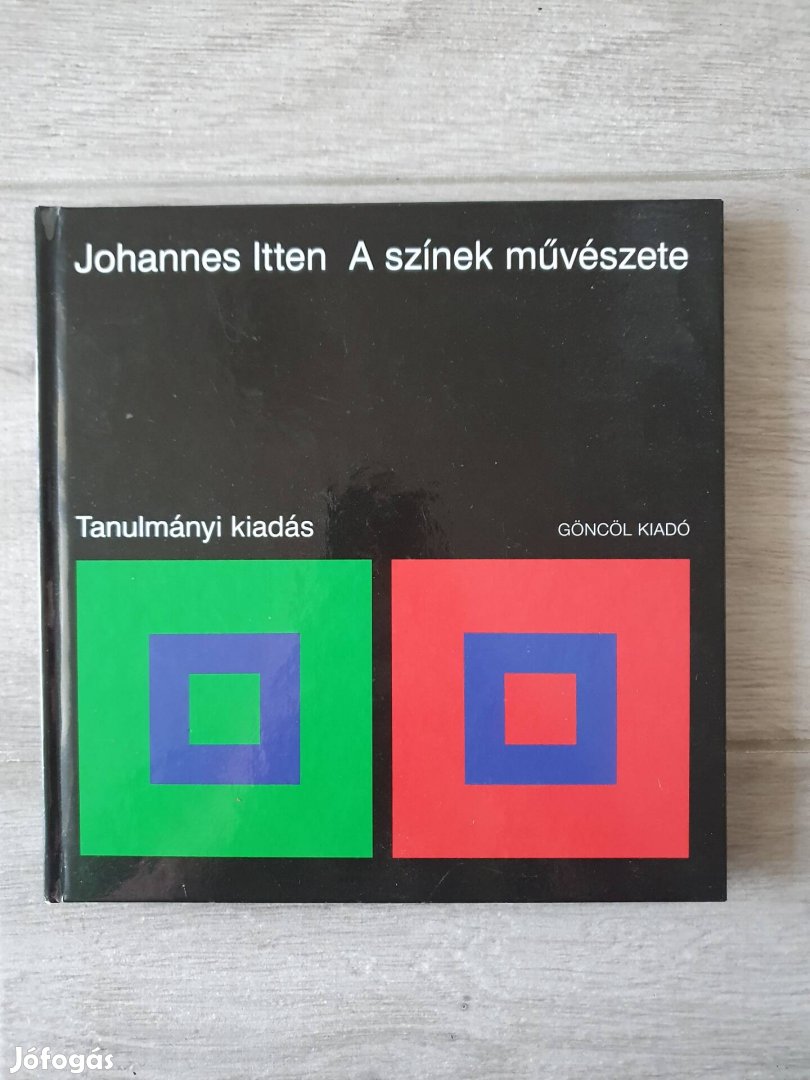 Johannes Itten A színek művészete
Tanulmányi kiadás
GÖNCÖL KIADÓ
Jófogás